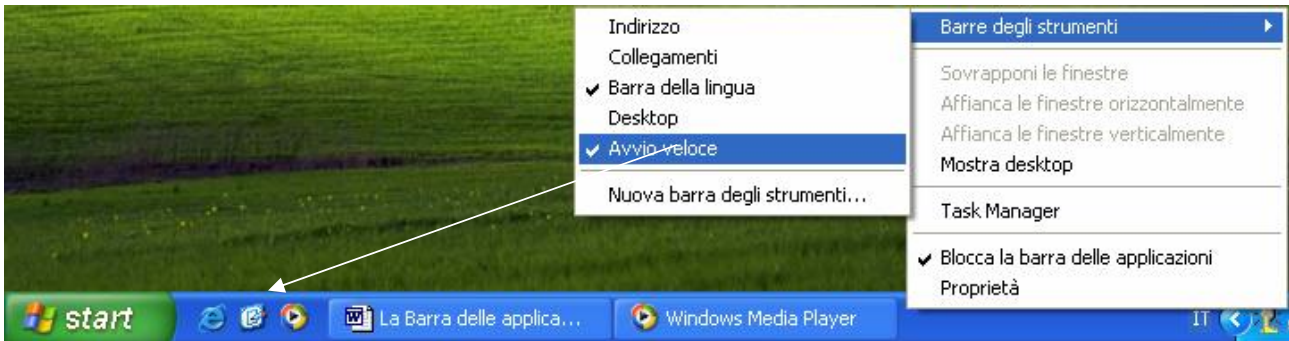 Indirizzo
Collegamenti
Barra della lingua
Desktop
Avvio veloce
Nuova barra degli strumenti...
Barre degli strumenti
Sovrapponi le finestre
Affianca le finestre orizzontalmente
Affianca le finestre verticalmente
Mostra desktop
Task Manager
Blocca la barra delle applicazioni
Proprietà
start
La Barra delle applica...
Windows Media Player
IT